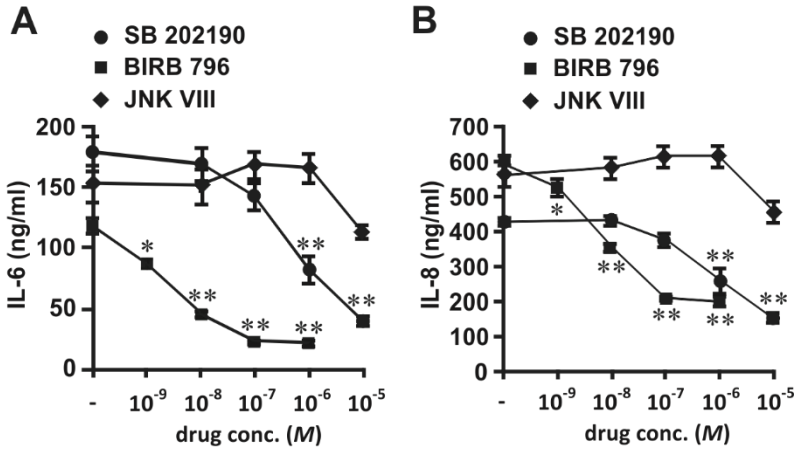 A
SB 202190
BIRB 796
JNK VIII
IL-6 (ng/ml)
200
150
100
50
0
*
**
**
**
**
**
- 10⁻⁹ 10⁻⁸ 10⁻⁷ 10⁻⁶ 10⁻⁵
drug conc. (M)
B
SB 202190
BIRB 796
JNK VIII
IL-8 (ng/ml)
700
600
500
400
300
200
100
0
*
**
**
**
**
**
- 10⁻⁹ 10⁻⁸ 10⁻⁷ 10⁻⁶ 10⁻⁵
drug conc. (M)